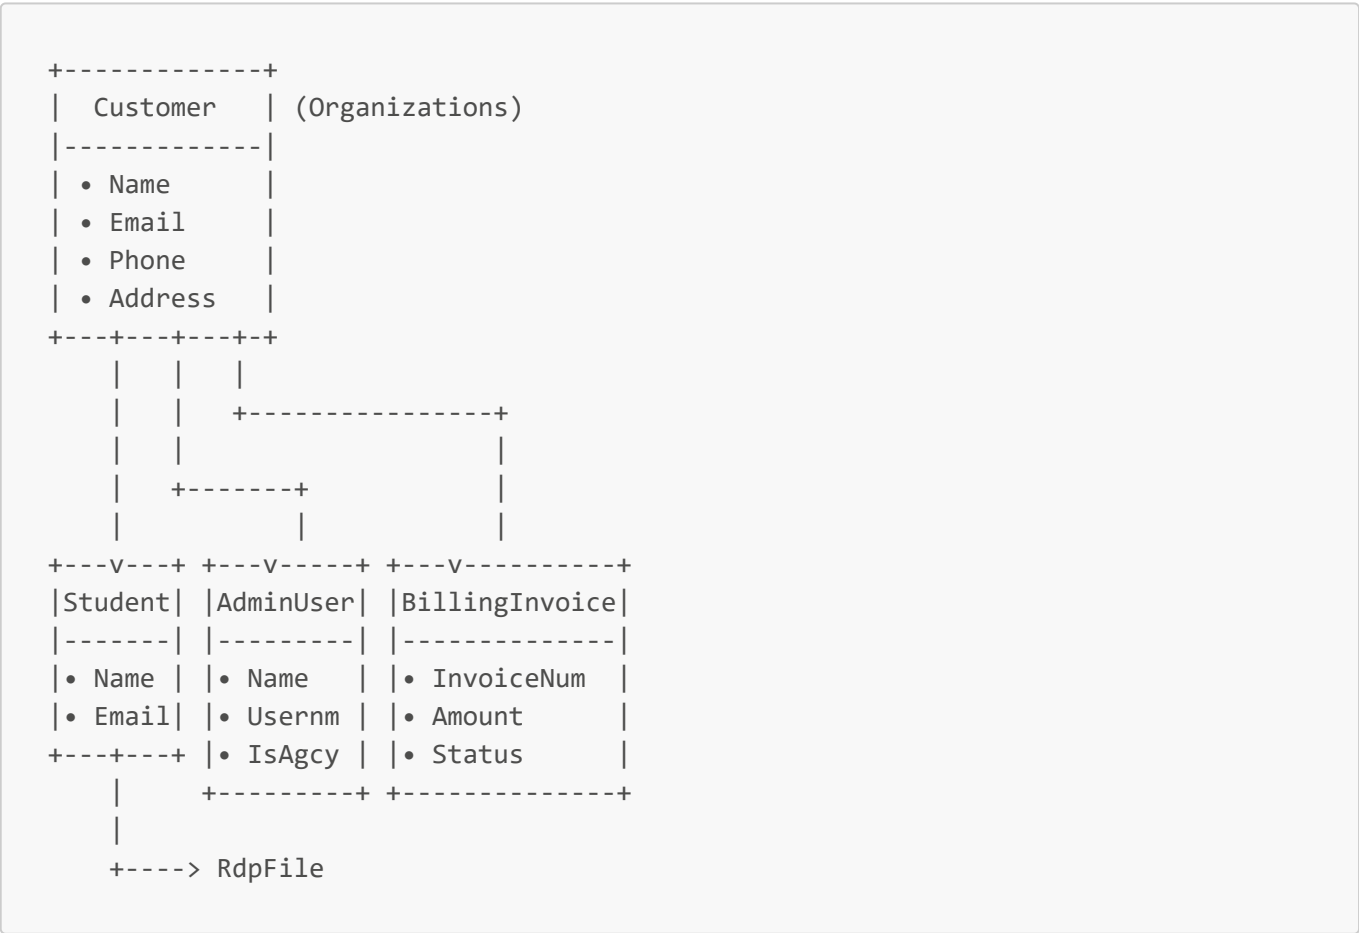 +-------------+
|  Customer   | (Organizations)
|-------------|
| • Name      |
| • Email     |
| • Phone     |
| • Address   |
+---+---+---+-+
    |   |   |
    |   |   +----------------+
    |   |                    |
    |   +-------+            |
    |           |            |
+---v---+ +---v-----+ +---v----------+
|Student| |AdminUser| |BillingInvoice|
|-------| |---------| |--------------|
|• Name | |• Name   | |• InvoiceNum  |
|• Email| |• Usernm | |• Amount      |
+---+---+ |• IsAgcy | |• Status      |
    |     +---------+ +--------------+
    |
    +----> RdpFile